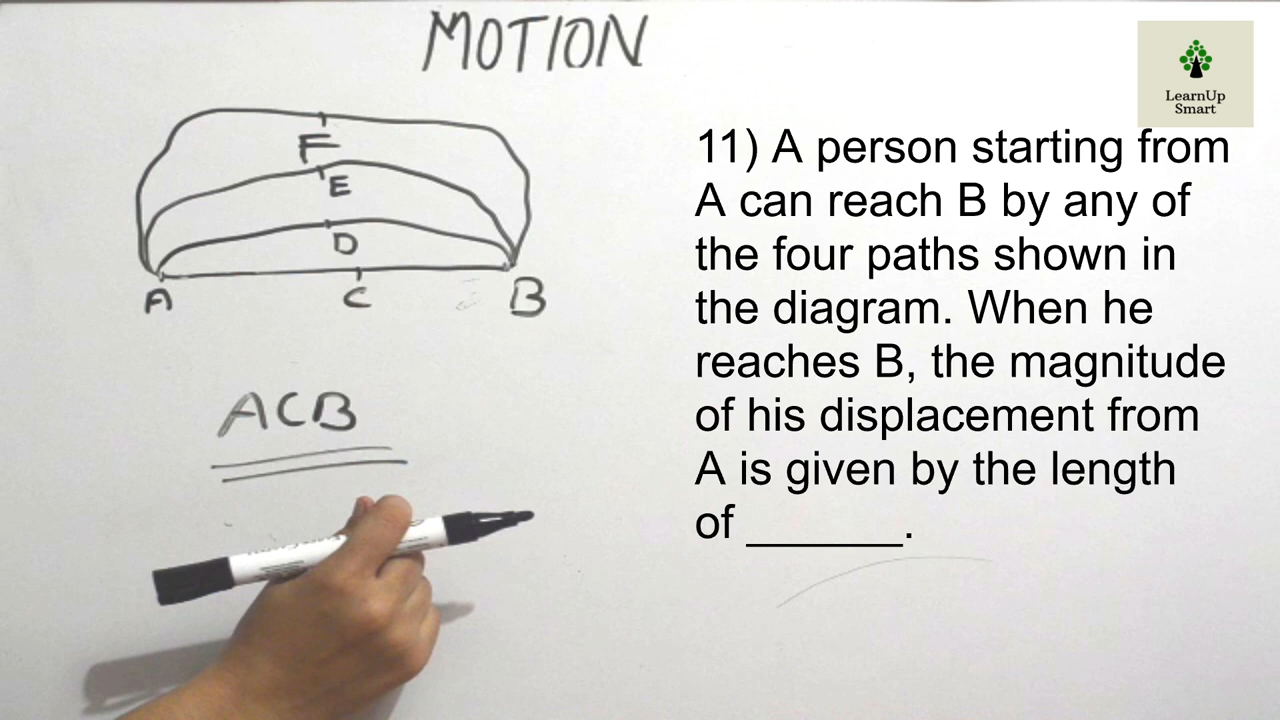 MOTION
LearnUp
Smart
F
E
D
A
C
B
ACB
11) A person starting from
A can reach B by any of
the four paths shown in
the diagram. When he
reaches B, the magnitude
of his displacement from
A is given by the length
of ______.